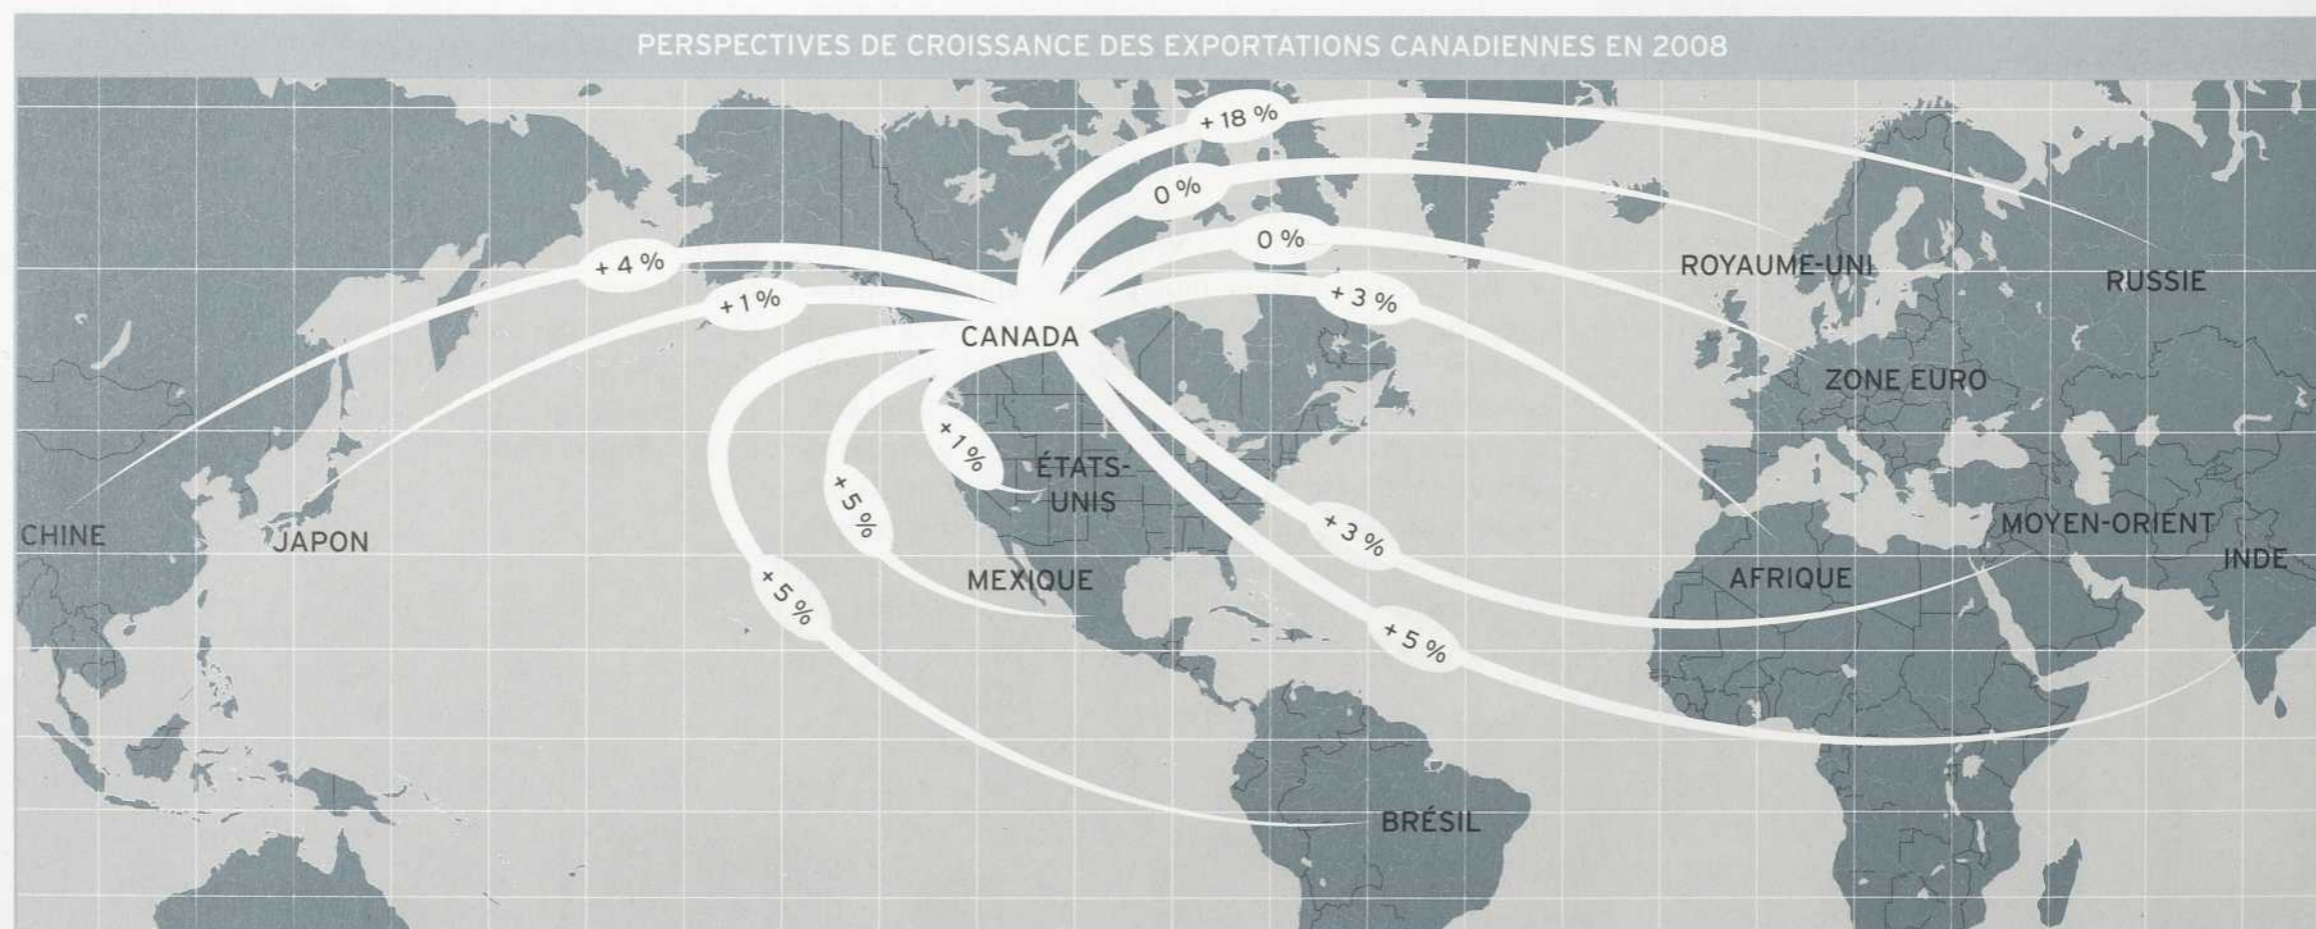 PERSPECTIVES DE CROISSANCE DES EXPORTATIONS CANADIENNES EN 2008
+ 18 %
0 %
0 %
+ 4 %
+ 3 %
+ 1 %
ROYAUME-UNI
RUSSIE
CANADA
ZONE EURO
+ 1 %
ÉTATS-
UNIS
+ 5 %
+ 3 %
CHINE
JAPON
MOYEN-ORIENT
INDE
MEXIQUE
AFRIQUE
+ 5 %
+ 5 %
BRÉSIL